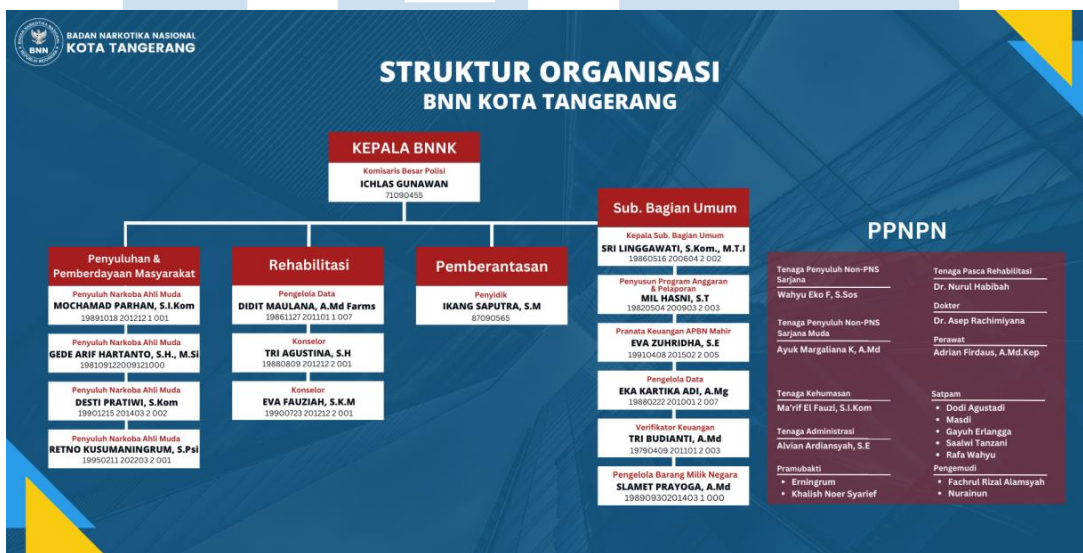 BADAN NARKOTIKA NASIONAL
KOTA TANGERANG
BNN
STRUKTUR ORGANISASI
BNN KOTA TANGERANG
KEPALA BNNK
Komisaris Besar Polisi
ICHLAS GUNAWAN
71090455
Penyuluhan &
Pemberdayaan Masyarakat
Penyuluh Narkoba Ahli Muda
MOCHAMAD PARHAN, S.I.Kom
19891018 201212 1 001
Penyuluh Narkoba Ahli Muda
GEDE ARIF HARTANTO, S.H., M.Si
198109122009121000
Penyuluh Narkoba Ahli Muda
DESTI PRATIWI, S.Kom
19901215 201403 2 002
Penyuluh Narkoba Ahli Muda
RETNO KUSUMANINGRUM, S.Psi
19950211 202203 2 001
Rehabilitasi
Pengelola Data
DIDIT MAULANA, A.Md Farms
19861127 201101 1 007
Konselor
TRI AGUSTINA, S.H
19880809 201212 2 001
Konselor
EVA FAUZIAH, S.K.M
19900723 201212 2 001
Pemberantasan
Penyidik
IKANG SAPUTRA, S.M
87090565
Sub. Bagian Umum
Kepala Sub. Bagian Umum
SRI LINGGAWATI, S.Kom., M.T.I
19860516 200604 2 002
Penyusun Program Anggaran
& Pelaporan
MIL HASNI, S.T
19820504 200903 2 003
Pranata Keuangan APBN Mahir
EVA ZUHRIDHA, S.E
19910408 201502 2 005
Pengelola Data
EKA KARTIKA ADI, A.Mg
19880222 201001 2 007
Verifikator Keuangan
TRI BUDIANTI, A.Md
19790409 201101 2 003
Pengelola Barang Milik Negara
SLAMET PRAYOGA, A.Md
19890930201403 1 000
PPNPN
Tenaga Penyuluh Non-PNS
Sarjana
Wahyu Eko F, S.Sos
Tenaga Penyuluh Non-PNS
Sarjana Muda
Ayuk Margaliana K, A.Md
Tenaga Kehumasan
Ma'rif El Fauzi, S.I.Kom
Tenaga Administrasi
Alvian Ardiansyah, S.E
Pramubakti
• Erningrum
• Khalish Noer Syarief
Tenaga Pasca Rehabilitasi
Dr. Nurul Habibah
Dokter
Dr. Asep Rachimiyana
Perawat
Adrian Firdaus, A.Md.Kep
Satpam
• Dodi Agustadi
• Masdi
• Gayuh Erlangga
• Saalwi Tanzani
• Rafa Wahyu
Pengemudi
• Fachrul Rizal Alamsyah
• Nurainun